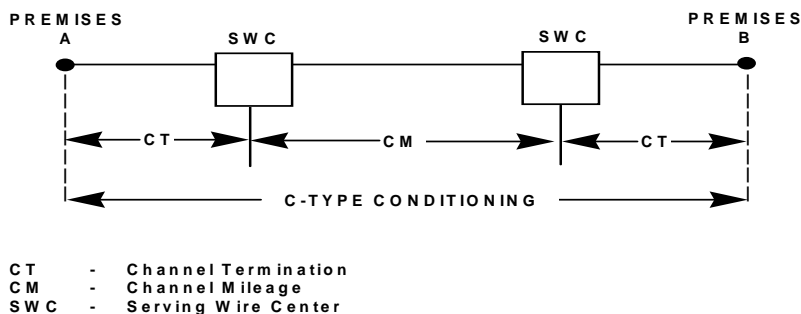 PREMISES A
SWC
SWC
PREMISES B
CT
CM
CT
C-TYPE CONDITIONING
CT - Channel Termination
CM - Channel Mileage
SWC - Serving Wire Center